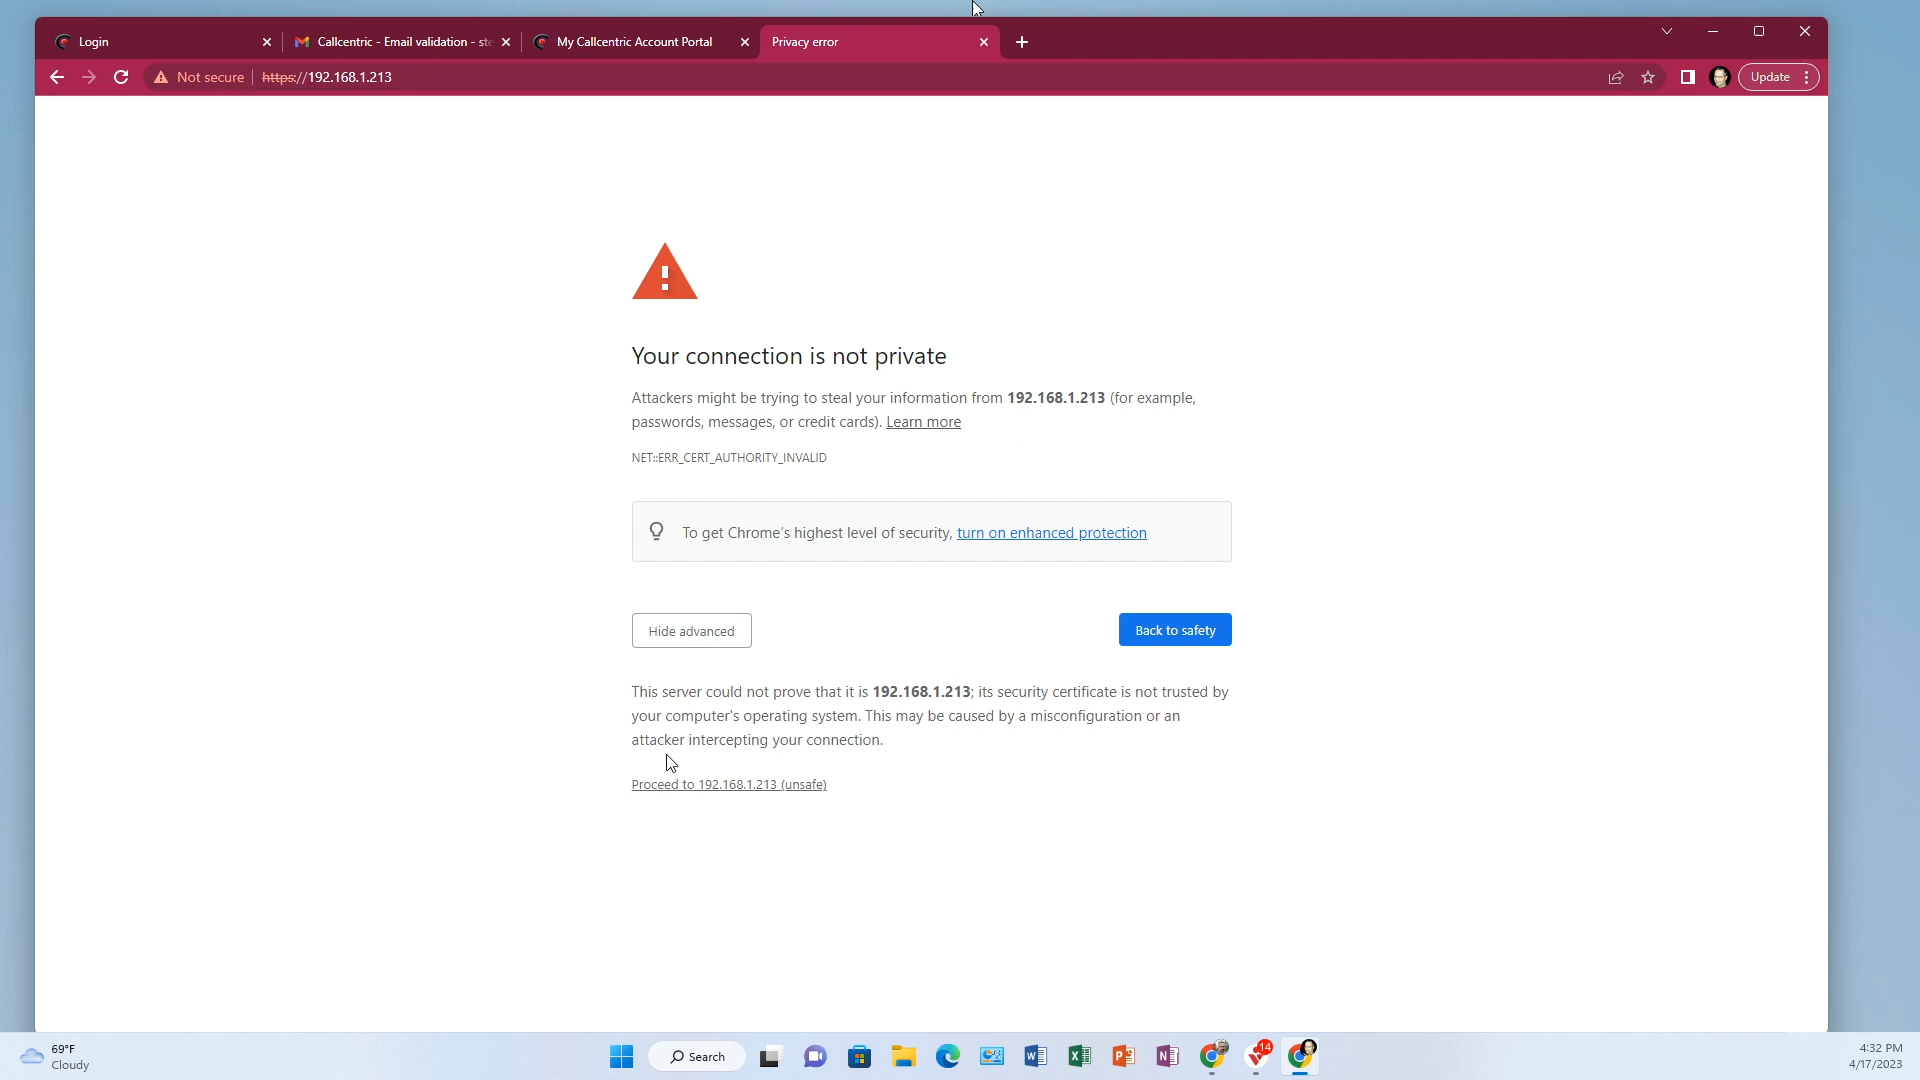 Login
Callcentric - Email validation - ste
My Callcentric Account Portal
Privacy error
Not secure
https://192.168.1.213
Update
Your connection is not private
Attackers might be trying to steal your information from 192.168.1.213 (for example,
passwords, messages, or credit cards). Learn more
NET::ERR_CERT_AUTHORITY_INVALID
To get Chrome's highest level of security, turn on enhanced protection
Hide advanced
Back to safety
This server could not prove that it is 192.168.1.213; its security certificate is not trusted by
your computer's operating system. This may be caused by a misconfiguration or an
attacker intercepting your connection.
Proceed to 192.168.1.213 (unsafe)
69°F
Cloudy
Search
14
4:32 PM
4/17/2023